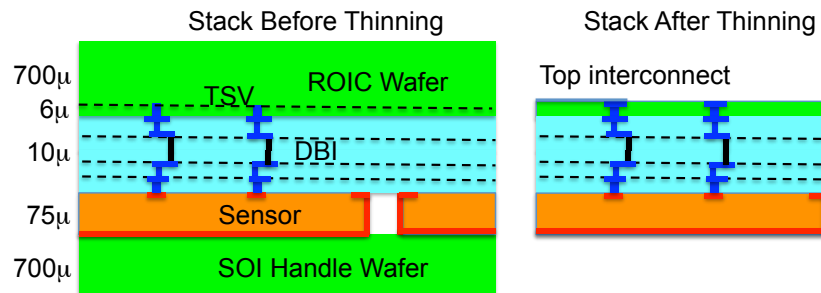 Stack Before Thinning
Stack After Thinning
700μ
ROIC Wafer
TSV
Top interconnect
6μ
10μ
DBI
75μ
Sensor
700μ
SOI Handle Wafer